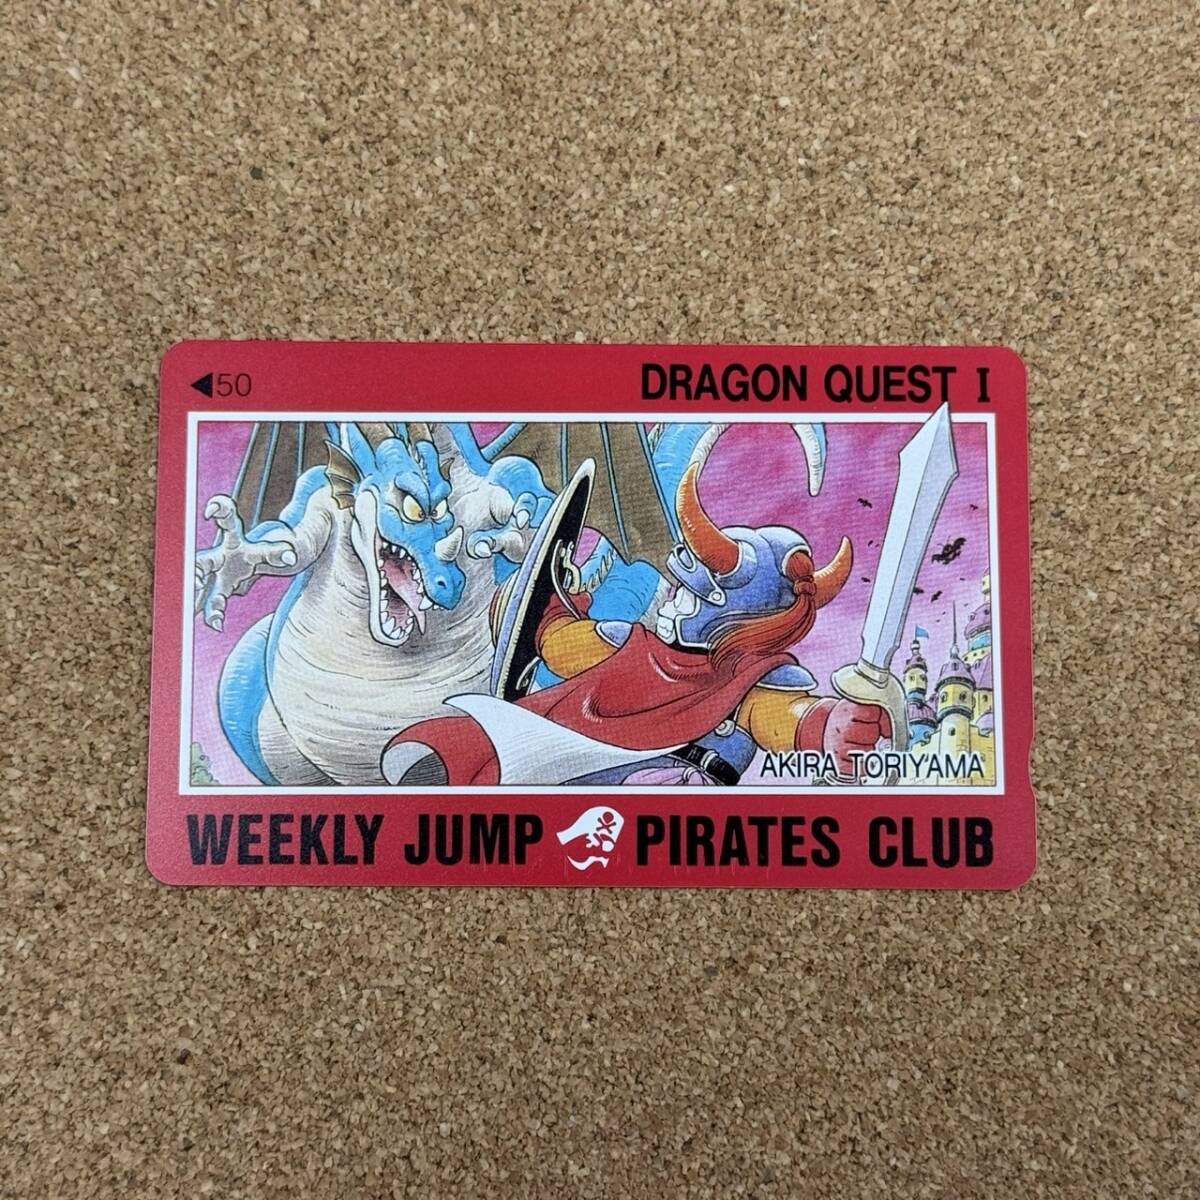 ◀50
DRAGON QUEST I
AKIRA TORIYAMA
WEEKLY JUMP PIRATES CLUB